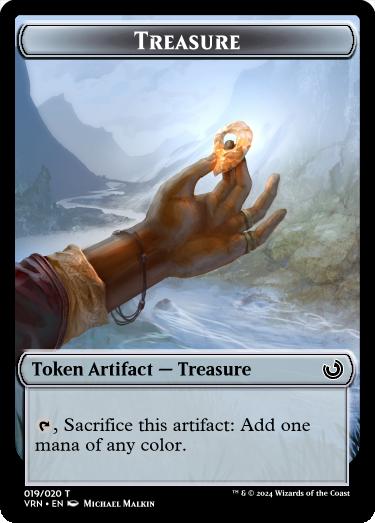 TREASURE
Token Artifact — Treasure
, Sacrifice this artifact: Add one
mana of any color.
019/020 T
VRN • EN MICHAEL MALKIN
™ & © 2024 Wizards of the Coast